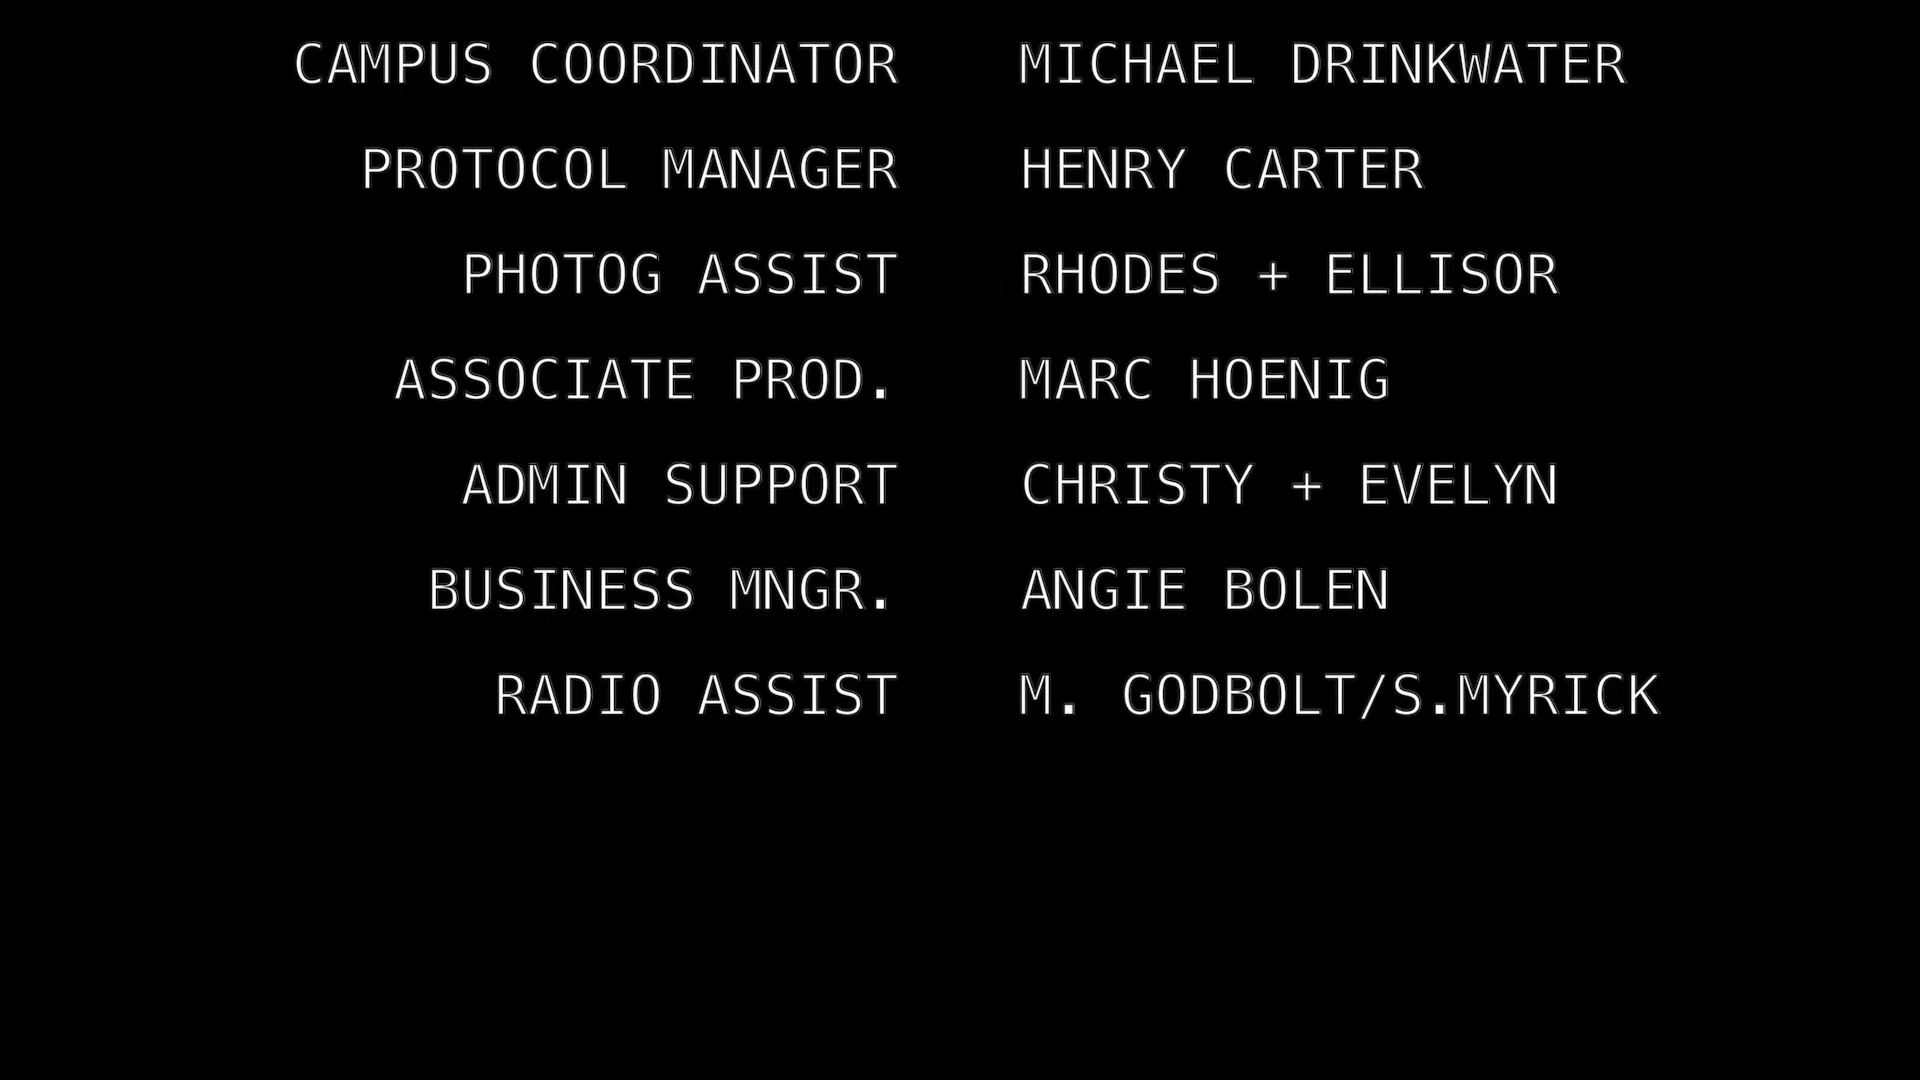 CAMPUS COORDINATOR MICHAEL DRINKWATER
PROTOCOL MANAGER HENRY CARTER
PHOTOG ASSIST RHODES + ELLISOR
ASSOCIATE PROD. MARC HOENIG
ADMIN SUPPORT CHRISTY + EVELYN
BUSINESS MNGR. ANGIE BOLEN
RADIO ASSIST M. GODBOLT/S.MYRICK